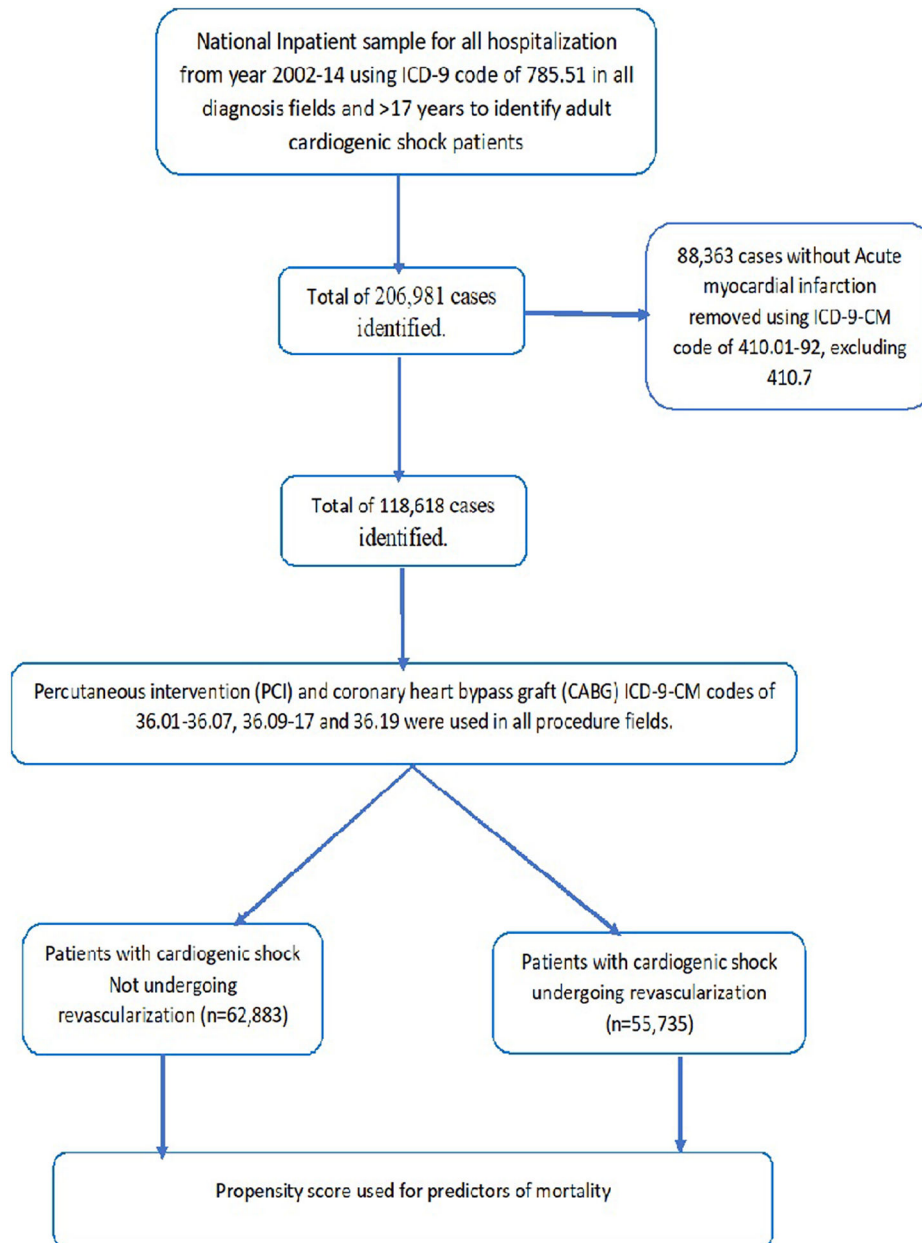 National Inpatient sample for all hospitalization
from year 2002-14 using ICD-9 code of 785.51 in all
diagnosis fields and >17 years to identify adult
cardiogenic shock patients
Total of 206,981 cases
identified.
88,363 cases without Acute
myocardial infarction
removed using ICD-9-CM
code of 410.01-92, excluding
410.7
Total of 118,618 cases
identified.
Percutaneous intervention (PCI) and coronary heart bypass graft (CABG) ICD-9-CM codes of
36.01-36.07, 36.09-17 and 36.19 were used in all procedure fields.
Patients with cardiogenic shock
Not undergoing
revascularization (n=62,883)
Patients with cardiogenic shock
undergoing revascularization
(n=55,735)
Propensity score used for predictors of mortality